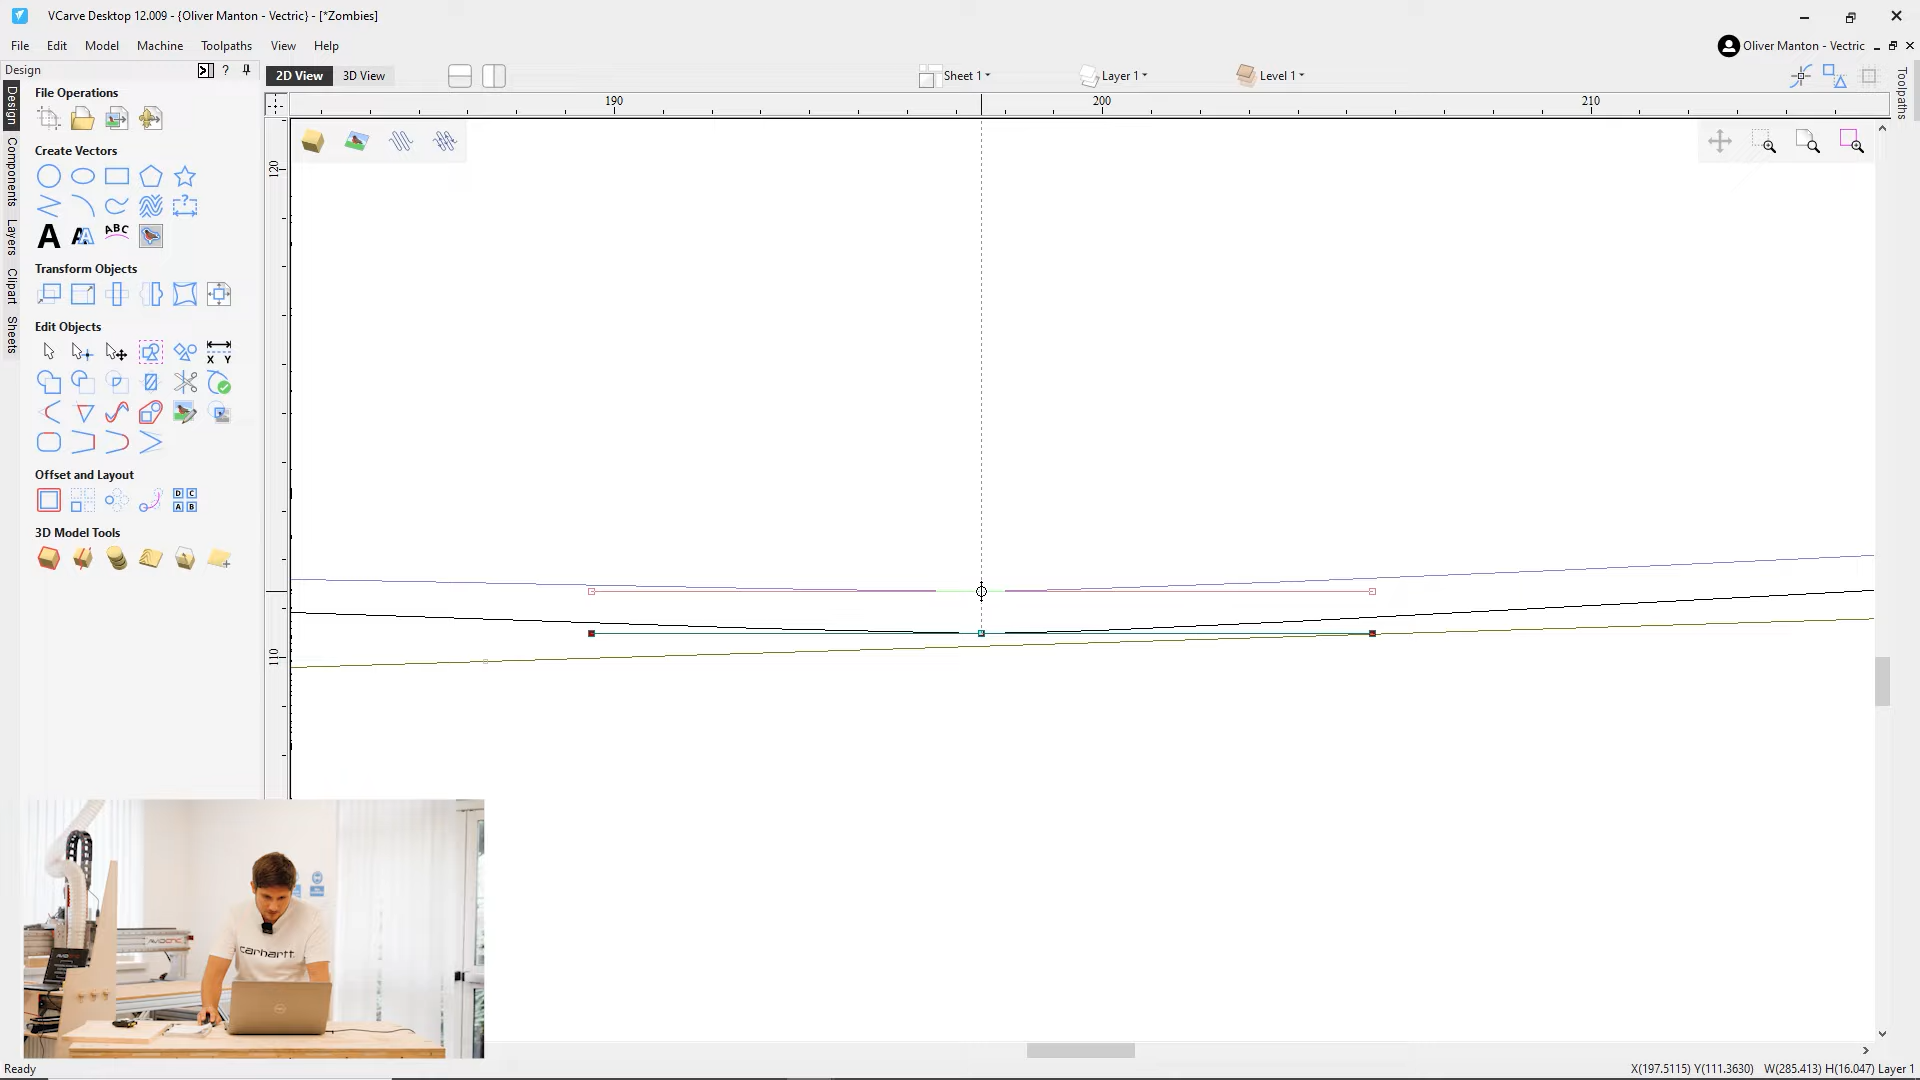 VCarve Desktop 12.009 - {Oliver Manton - Vectric} - [*Zombies]
File Edit Model Machine Toolpaths View Help
Oliver Manton - Vectric
Design
2D View 3D View
Sheet 1
Layer 1
Level 1
Toolpaths
Design
Components
Layers
Clipart
Sheets
File Operations
Create Vectors
A
ABC
Transform Objects
Edit Objects
X Y
Offset and Layout
D C
A B
3D Model Tools
190
200
210
120
110
carhartt
DELL
Ready
X(197.5115) Y(111.3630) W(285.413) H(16.047) Layer 1